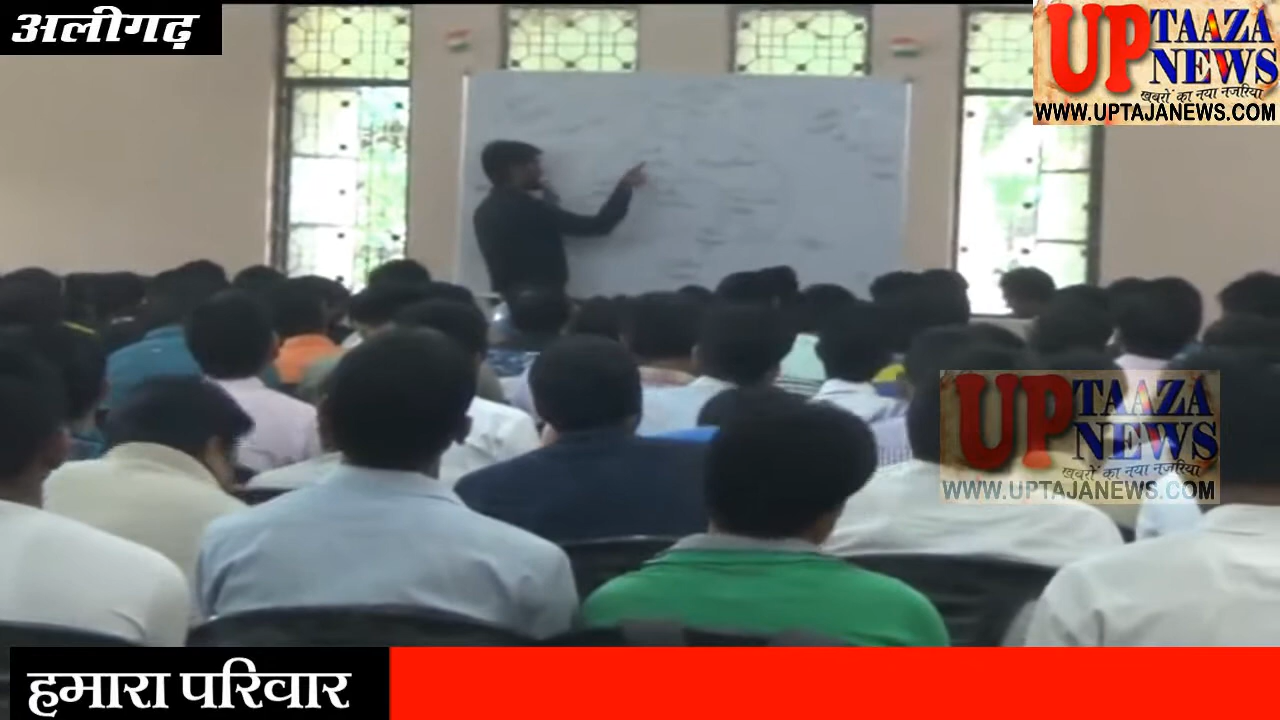 अलीगढ़
UP TAAZA
NEWS
खबरों का नया नजरिया
WWW.UPTAJANEWS.COM
UP TAAZA
NEWS
खबरों का नया नजरिया
WWW.UPTAJANEWS.COM
हमारा परिवार